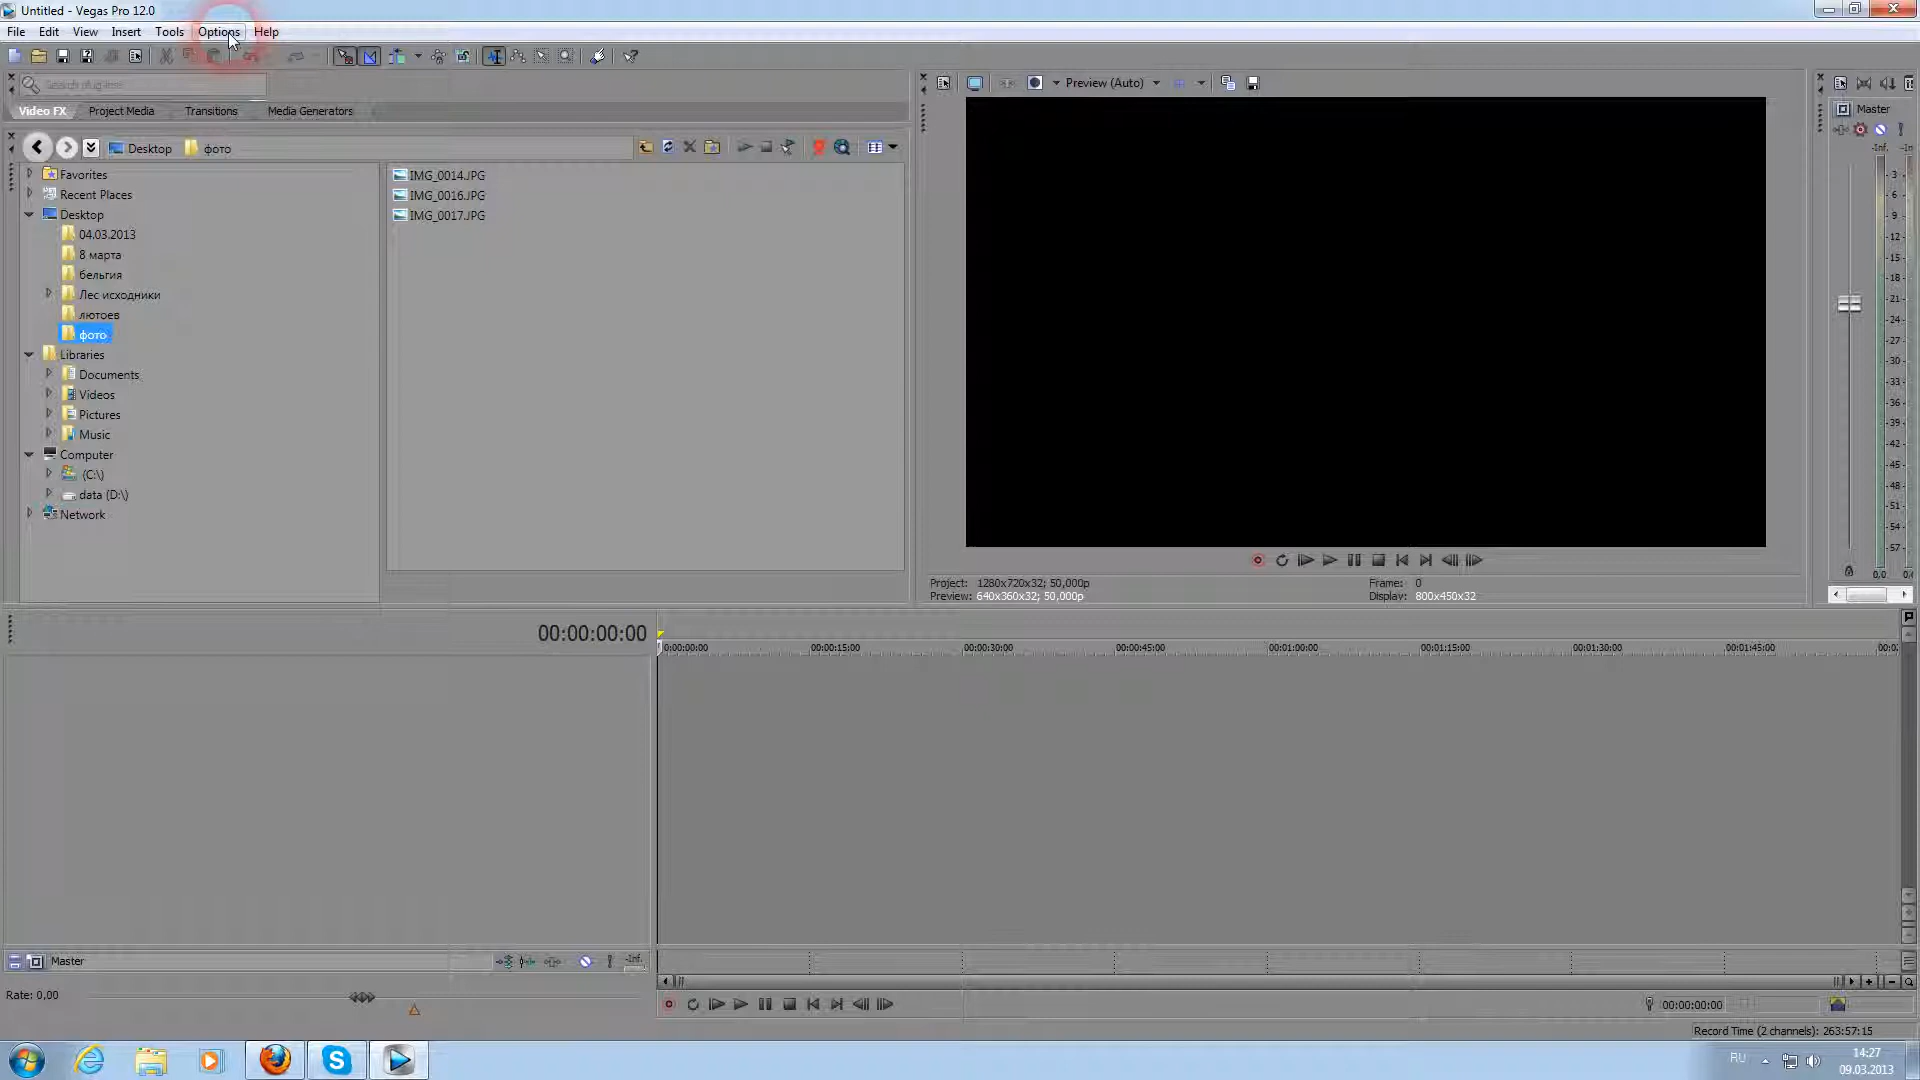 Untitled - Vegas Pro 12.0
File Edit View Insert Tools Options Help
Search plug-ins
Video FX Project Media Transitions Media Generators
Preview (Auto)
Master
Desktop фото
Favorites
Recent Places
Desktop
04.03.2013
8 марта
бельгия
Лес исходники
лютоев
фото
Libraries
Documents
Videos
Pictures
Music
Computer
(C:\)
data (D:\)
Network
IMG_0014.JPG
IMG_0016.JPG
IMG_0017.JPG
-Inf.
- 3 -
- 6 -
- 9 -
-12-
-15-
-18-
-21-
-24-
-27-
-30-
-33-
-36-
-39-
-42-
-45-
-48-
-51-
-54-
-57-
0,0
Project: 1280x720x32; 50,000p
Preview: 640x360x32; 50,000p
Frame: 0
Display: 800x450x32
00:00:00:00
0:00:00:00 00:00:15:00 00:00:30:00 00:00:45:00 00:01:00:00 00:01:15:00 00:01:30:00 00:01:45:00
Master
-Inf.
Rate: 0,00
00:00:00:00
Record Time (2 channels): 263:57:15
RU
14:27
09.03.2013